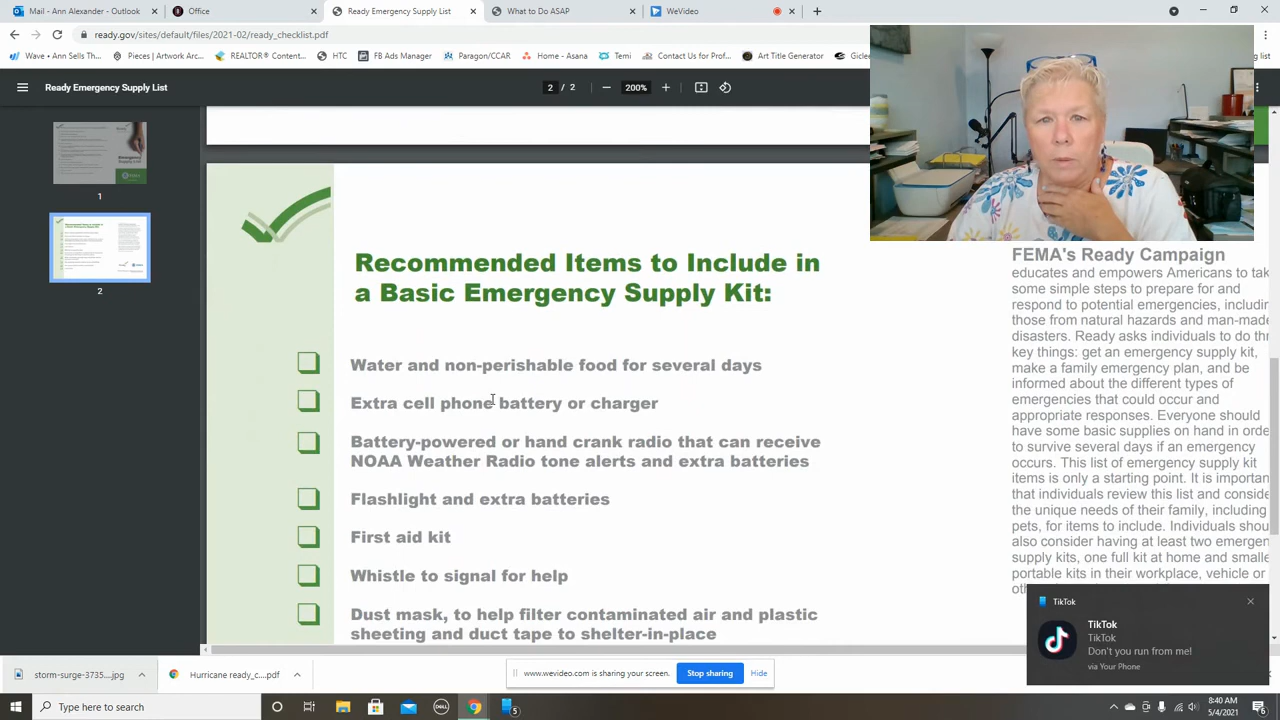 Mail - Ann Anderson - Outlook
Office
Ready Emergency Supply List
What to Do ASAP
WeVideo
ready.gov/sites/default/files/2021-02/ready_checklist.pdf
Wave • Ann Sells The...
Pieces | Artwork Arc...
REALTOR® Content...
HTC
FB Ads Manager
Paragon/CCAR
Home - Asana
Temi
Contact Us for Prom...
Art Title Generator
Ready Emergency Supply List
2 / 2
200%
1
2
Recommended Items to Include in
a Basic Emergency Supply Kit:
Water and non-perishable food for several days
Extra cell phone battery or charger
Battery-powered or hand crank radio that can receive
NOAA Weather Radio tone alerts and extra batteries
Flashlight and extra batteries
First aid kit
Whistle to signal for help
Dust mask, to help filter contaminated air and plastic
sheeting and duct tape to shelter-in-place
FEMA's Ready Campaign
educates and empowers Americans to tak
some simple steps to prepare for and
respond to potential emergencies, includin
those from natural hazards and man-made
disasters. Ready asks individuals to do thr
key things: get an emergency supply kit,
make a family emergency plan, and be
informed about the different types of
emergencies that could occur and
appropriate responses. Everyone should
have some basic supplies on hand in orde
to survive several days if an emergency
occurs. This list of emergency supply kit
items is only a starting point. It is importan
that individuals review this list and conside
the unique needs of their family, including
pets, for items to include. Individuals shou
also consider having at least two emergen
supply kits, one full kit at home and smalle
portable kits in their workplace, vehicle or
TikTok
TikTok
TikTok
Don't you run from me!
via Your Phone
storm-surge-3735...jpg
Hurricane ready_c....pdf
www.wevideo.com is sharing your screen.
Stop sharing
Hide
Type here to search
DELL
5
8:40 AM
5/4/2021
6